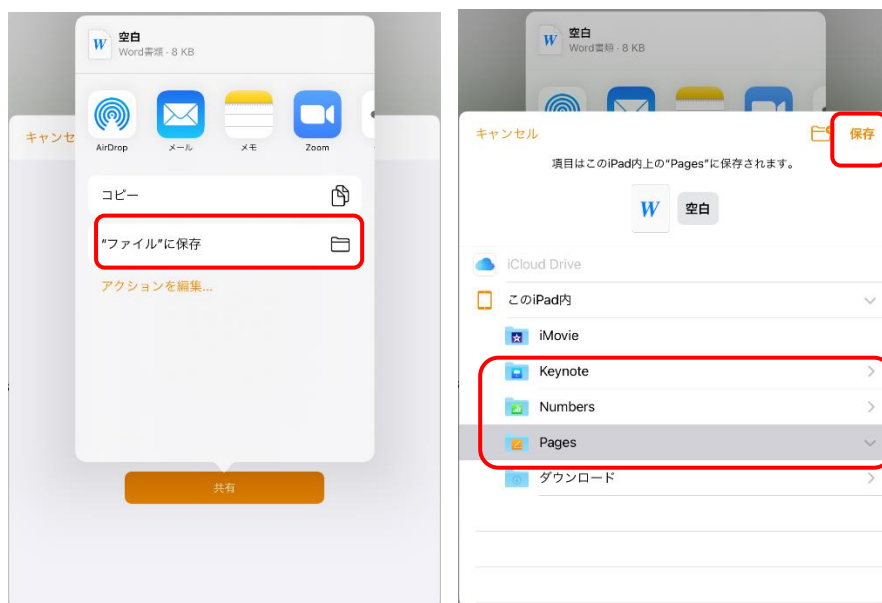 空白
Word書類 · 8 KB
キャンセ
AirDrop
メール
メモ
Zoom
コピー
"ファイル"に保存
アクションを編集...
共有
空白
Word書類 · 8 KB
キャンセル
保存
項目はこのiPad内上の"Pages"に保存されます。
W 空白
iCloud Drive
このiPad内
iMovie
Keynote
Numbers
Pages
ダウンロード